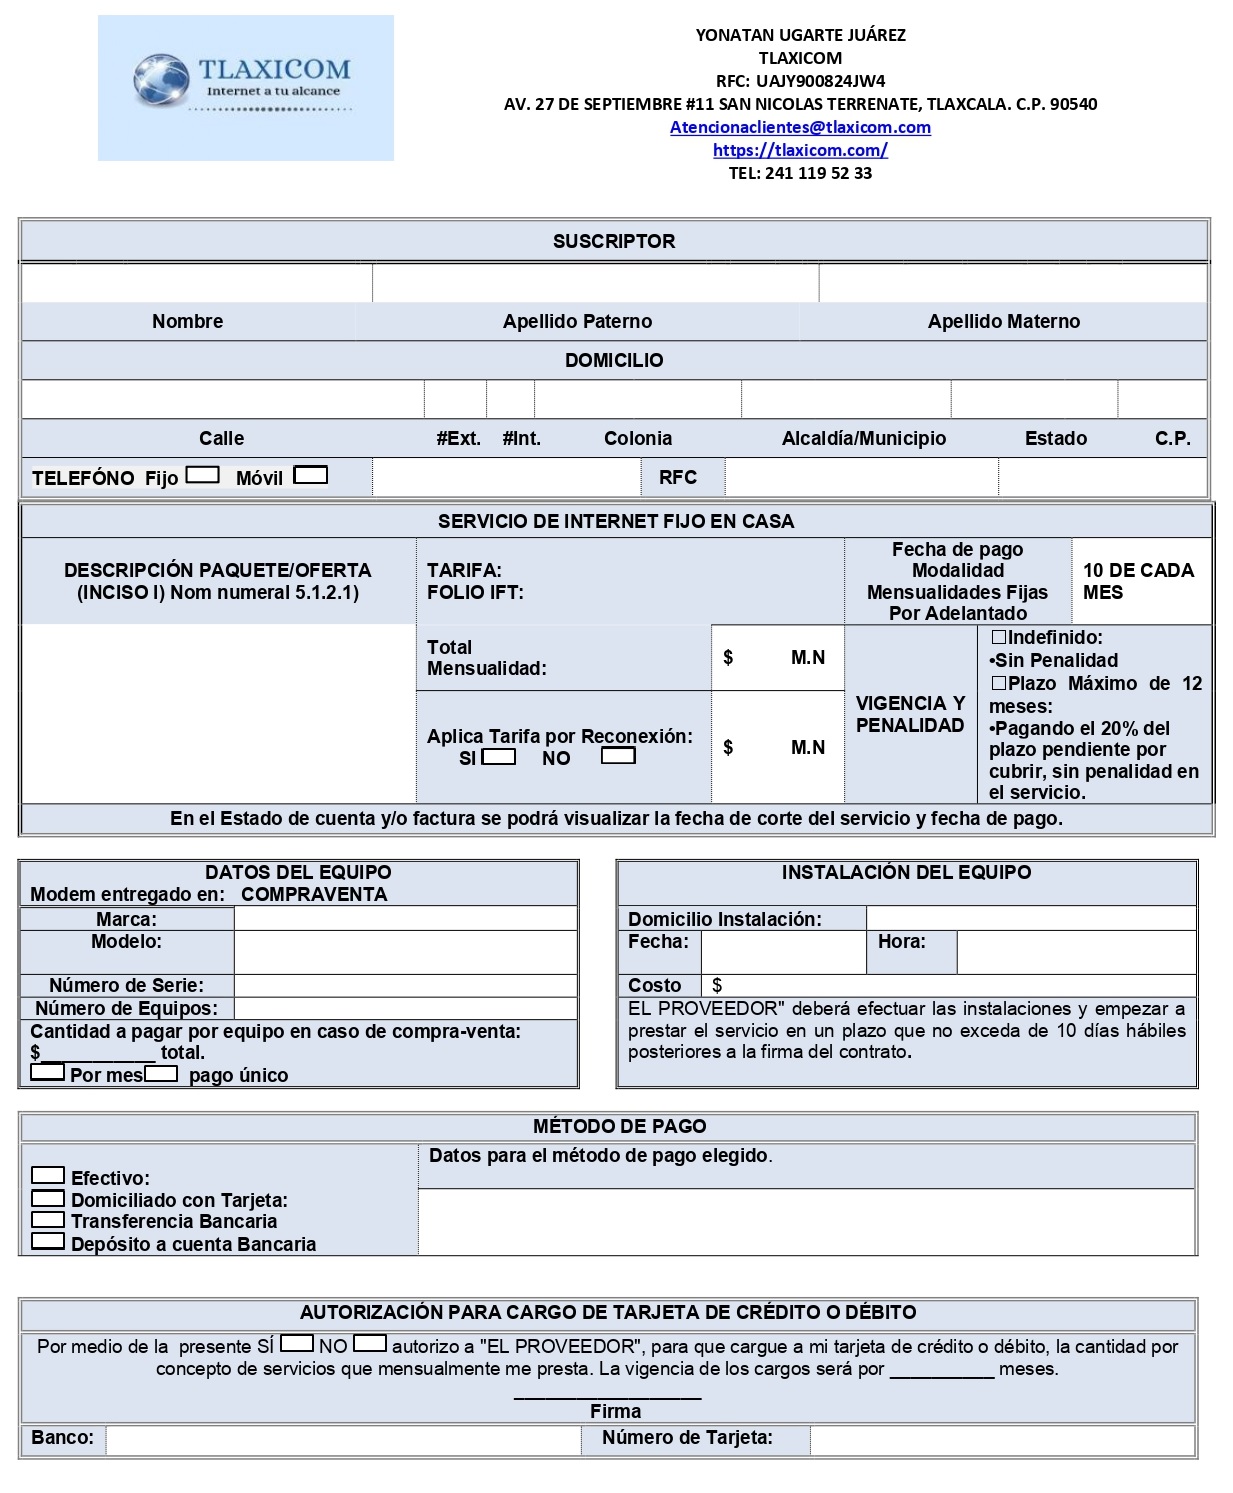 TLAXICOM
Internet a tu alcance
YONATAN UGARTE JUÁREZ
TLAXICOM
RFC: UAJY900824JW4
AV. 27 DE SEPTIEMBRE #11 SAN NICOLAS TERRENATE, TLAXCALA. C.P. 90540
Atencionaclientes@tlaxicom.com
https://tlaxicom.com/
TEL: 241 119 52 33
SUSCRIPTOR
Nombre Apellido Paterno Apellido Materno
DOMICILIO
Calle #Ext. #Int. Colonia Alcaldía/Municipio Estado C.P.
TELEFÓNO Fijo Móvil RFC
SERVICIO DE INTERNET FIJO EN CASA
DESCRIPCIÓN PAQUETE/OFERTA
(INCISO I) Nom numeral 5.1.2.1)
TARIFA:
FOLIO IFT:
Fecha de pago
Modalidad
Mensualidades Fijas
Por Adelantado
10 DE CADA
MES
Total
Mensualidad:
$ M.N
Aplica Tarifa por Reconexión:
SI NO
$ M.N
VIGENCIA Y
PENALIDAD
☐Indefinido:
•Sin Penalidad
☐Plazo Máximo de 12
meses:
•Pagando el 20% del
plazo pendiente por
cubrir, sin penalidad en
el servicio.
En el Estado de cuenta y/o factura se podrá visualizar la fecha de corte del servicio y fecha de pago.
DATOS DEL EQUIPO
Modem entregado en: COMPRAVENTA
Marca:
Modelo:
Número de Serie:
Número de Equipos:
Cantidad a pagar por equipo en caso de compra-venta:
$___________ total.
Por mes pago único
INSTALACIÓN DEL EQUIPO
Domicilio Instalación:
Fecha: Hora:
Costo $
EL PROVEEDOR" deberá efectuar las instalaciones y empezar a
prestar el servicio en un plazo que no exceda de 10 días hábiles
posteriores a la firma del contrato.
MÉTODO DE PAGO
Efectivo:
Domiciliado con Tarjeta:
Transferencia Bancaria
Depósito a cuenta Bancaria
Datos para el método de pago elegido.
AUTORIZACIÓN PARA CARGO DE TARJETA DE CRÉDITO O DÉBITO
Por medio de la presente SÍ NO autorizo a "EL PROVEEDOR", para que cargue a mi tarjeta de crédito o débito, la cantidad por
concepto de servicios que mensualmente me presta. La vigencia de los cargos será por __________ meses.
__________________
Firma
Banco: Número de Tarjeta: